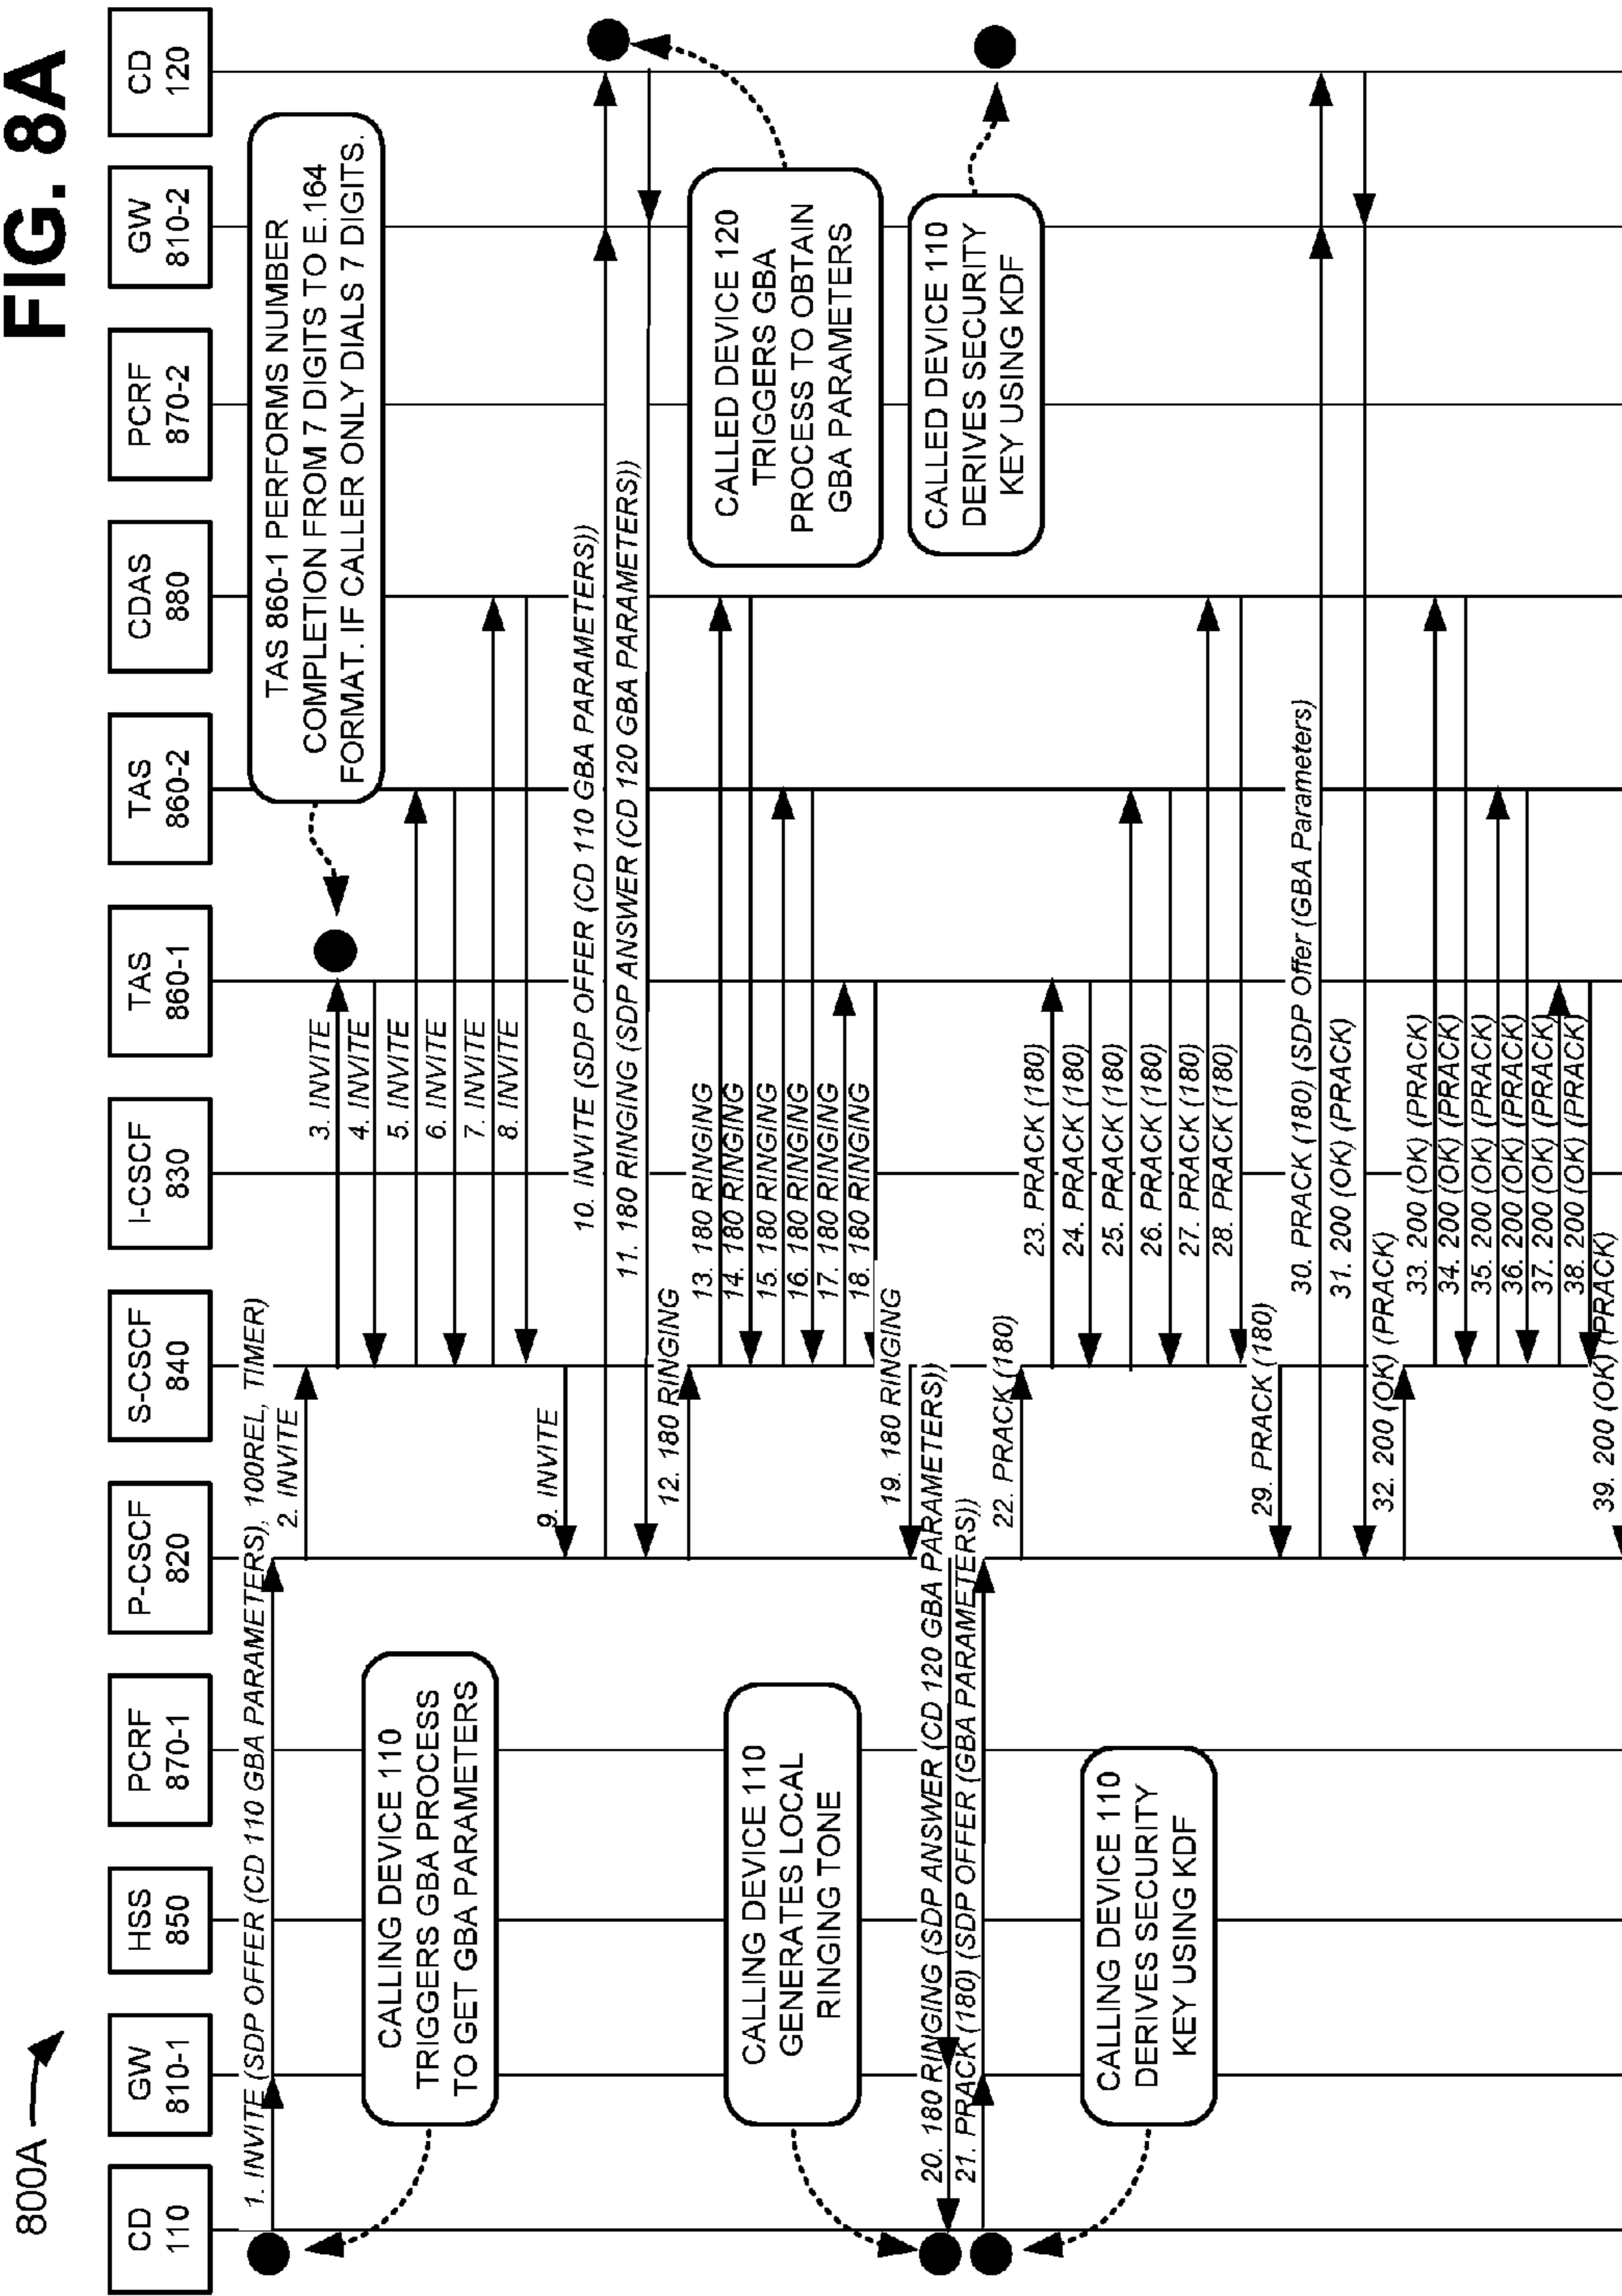 FIG. 8A
800A
CD
110
GW
810-1
HSS
850
PCRF
870-1
P-CSCF
820
S-CSCF
840
I-CSCF
830
TAS
860-1
TAS
860-2
CDAS
880
PCRF
870-2
GW
810-2
CD
120
1. INVITE (SDP OFFER (CD 110 GBA PARAMETERS), 100REL, TIMER)
2. INVITE
TAS 860-1 PERFORMS NUMBER
COMPLETION FROM 7 DIGITS TO E.164
FORMAT. IF CALLER ONLY DIALS 7 DIGITS.
3. INVITE
4. INVITE
5. INVITE
6. INVITE
7. INVITE
8. INVITE
CALLING DEVICE 110
TRIGGERS GBA PROCESS
TO GET GBA PARAMETERS
9. INVITE
10. INVITE (SDP OFFER (CD 110 GBA PARAMETERS))
11. 180 RINGING (SDP ANSWER (CD 120 GBA PARAMETERS))
12. 180 RINGING
13. 180 RINGING
14. 180 RINGING
15. 180 RINGING
16. 180 RINGING
17. 180 RINGING
18. 180 RINGING
CALLED DEVICE 120
TRIGGERS GBA
PROCESS TO OBTAIN
GBA PARAMETERS
CALLING DEVICE 110
GENERATES LOCAL
RINGING TONE
19. 180 RINGING
20. 180 RINGING (SDP ANSWER (CD 120 GBA PARAMETERS))
21. PRACK (180) (SDP OFFER (GBA PARAMETERS))
CALLED DEVICE 110
DERIVES SECURITY
KEY USING KDF
22. PRACK (180)
23. PRACK (180)
24. PRACK (180)
25. PRACK (180)
26. PRACK (180)
27. PRACK (180)
28. PRACK (180)
CALLING DEVICE 110
DERIVES SECURITY
KEY USING KDF
29. PRACK (180)
30. PRACK (180) (SDP Offer (GBA Parameters)
31. 200 (OK) (PRACK)
32. 200 (OK) (PRACK)
33. 200 (OK) (PRACK)
34. 200 (OK) (PRACK)
35. 200 (OK) (PRACK)
36. 200 (OK) (PRACK)
37. 200 (OK) (PRACK)
38. 200 (OK) (PRACK)
39. 200 (OK) (PRACK)